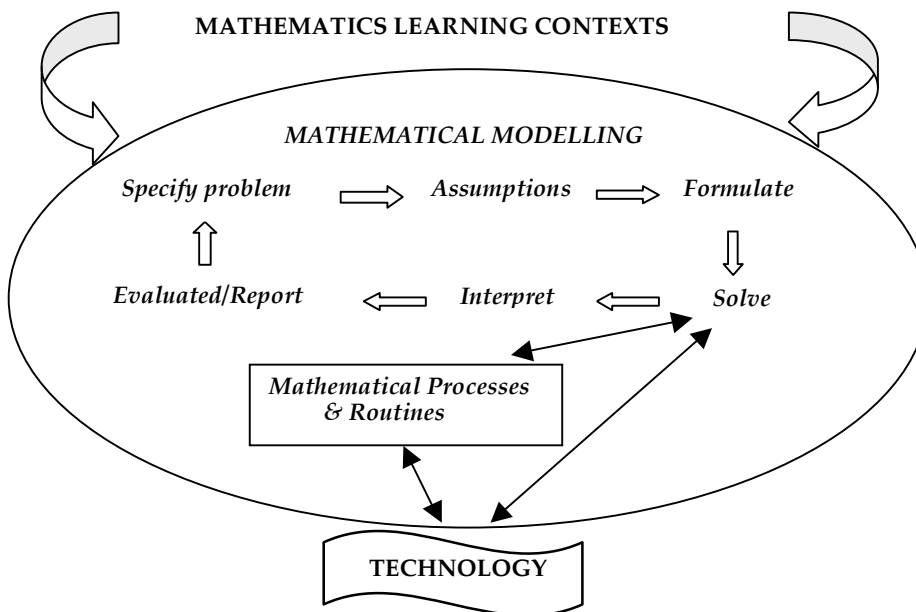 MATHEMATICS LEARNING CONTEXTS
MATHEMATICAL MODELLING
Specify problem
Assumptions
Formulate
Evaluated/Report
Interpret
Solve
Mathematical Processes
& Routines
TECHNOLOGY